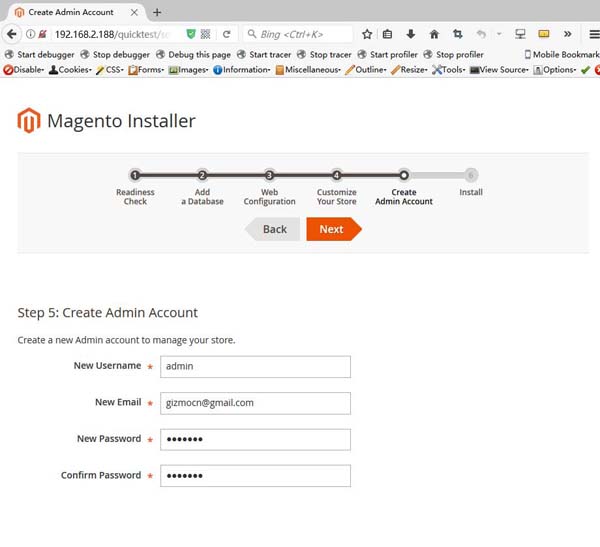 Create Admin Account
192.168.2.188/quicktest/
Bing <Ctrl+K>
Start debugger Stop debugger Debug this page Start tracer Stop tracer Start profiler Stop profiler Mobile Bookmark
Disable Cookies CSS Forms Images Information Miscellaneous Outline Resize Tools View Source Options
Magento Installer
1 2 3 4 6
Readiness Check
Add a Database
Web Configuration
Customize Your Store
Create Admin Account
Install
Back Next
Step 5: Create Admin Account
Create a new Admin account to manage your store.
New Username * admin
New Email * gizmocn@gmail.com
New Password * •••••••
Confirm Password * •••••••